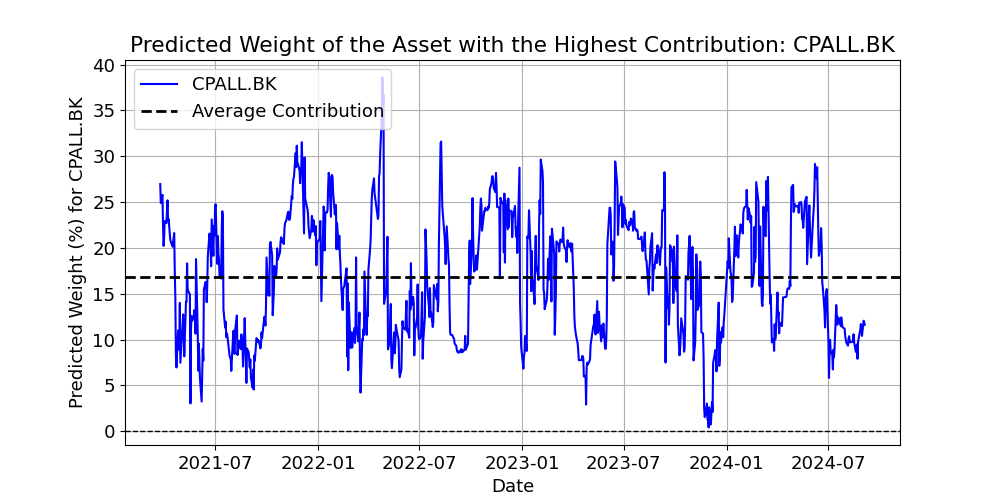 Predicted Weight of the Asset with the Highest Contribution: CPALL.BK
CPALL.BK
Average Contribution
Predicted Weight (%) for CPALL.BK
40
35
30
25
20
15
10
5
0
2021-07 2022-01 2022-07 2023-01 2023-07 2024-01 2024-07
Date